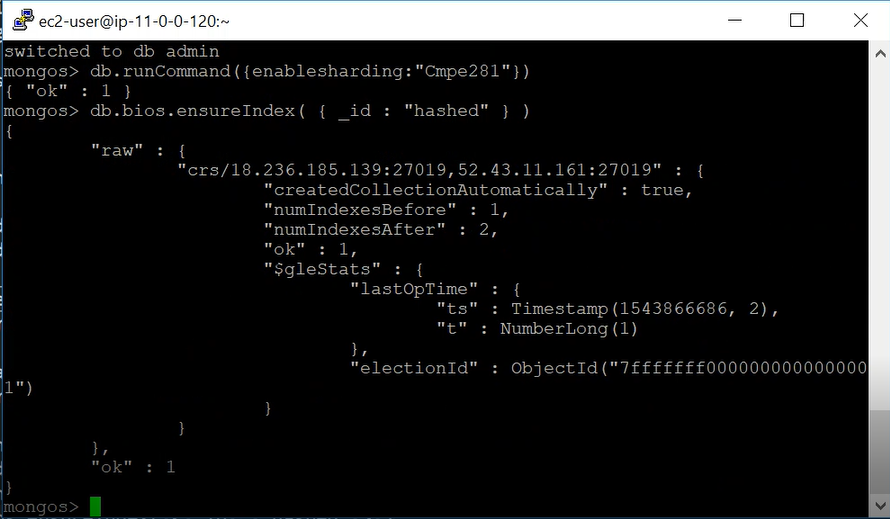 ec2-user@ip-11-0-0-120:~
switched to db admin
mongos> db.runCommand({enablesharding:"Cmpe281"})
{ "ok" : 1 }
mongos> db.bios.ensureIndex( { _id : "hashed" } )
{
"raw" : {
"crs/18.236.185.139:27019,52.43.11.161:27019" : {
"createdCollectionAutomatically" : true,
"numIndexesBefore" : 1,
"numIndexesAfter" : 2,
"ok" : 1,
"$gleStats" : {
"lastOpTime" : {
"ts" : Timestamp(1543866686, 2),
"t" : NumberLong(1)
},
"electionId" : ObjectId("7fffffff000000000000000
1")
}
}
},
"ok" : 1
}
mongos>